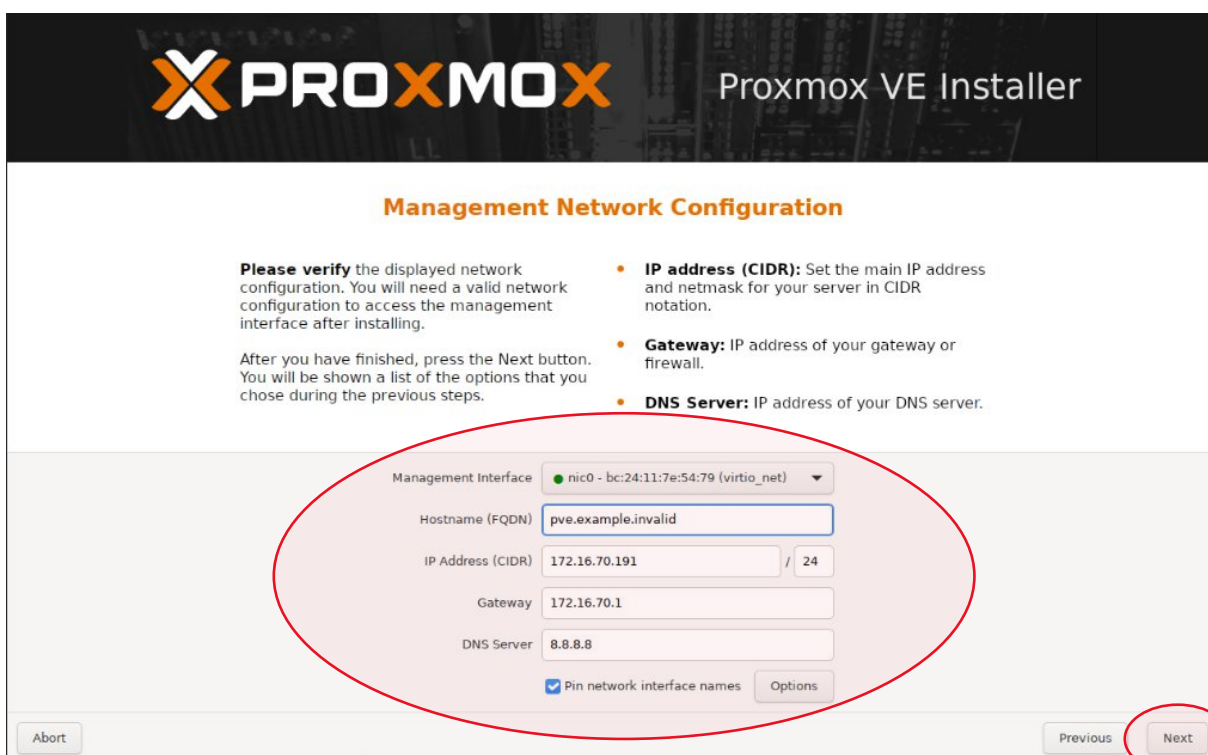 PROXMOX
Proxmox VE Installer
Management Network Configuration
Please verify the displayed network
configuration. You will need a valid network
configuration to access the management
interface after installing.
After you have finished, press the Next button.
You will be shown a list of the options that you
chose during the previous steps.
IP address (CIDR): Set the main IP address
and netmask for your server in CIDR
notation.
Gateway: IP address of your gateway or
firewall.
DNS Server: IP address of your DNS server.
Management Interface nic0 - bc:24:11:7e:54:79 (virtio_net)
Hostname (FQDN) pve.example.invalid
IP Address (CIDR) 172.16.70.191 / 24
Gateway 172.16.70.1
DNS Server 8.8.8.8
Pin network interface names Options
Abort Previous Next